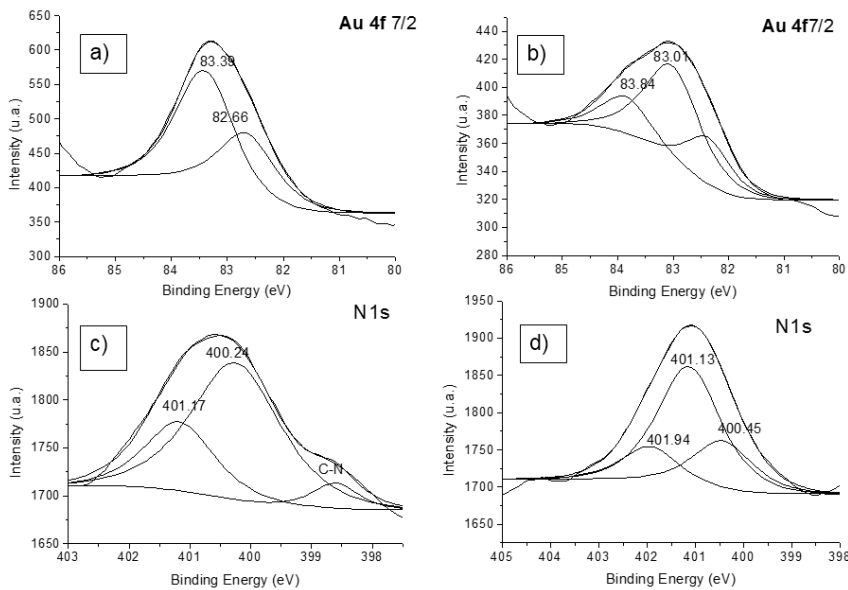 Au 4f 7/2
a)
83.39
82.66
Intensity (u.a.)
650
600
550
500
450
400
350
300
86 85 84 83 82 81 80
Binding Energy (eV)
Au 4f7/2
b)
83.01
83.84
Intensity (u.a.)
440
400
360
320
280
86 85 84 83 82 81 80
Binding Energy (eV)
N1s
c)
400.24
401.17
C-N
Intensity (u.a.)
1900
1850
1800
1750
1700
1650
403 402 401 400 399 398
Binding Energy (eV)
N1s
d)
401.13
400.45
401.94
Intensity (u.a.)
1950
1900
1850
1800
1750
1700
1650
405 404 403 402 401 400 399 398
Binding Energy (eV)